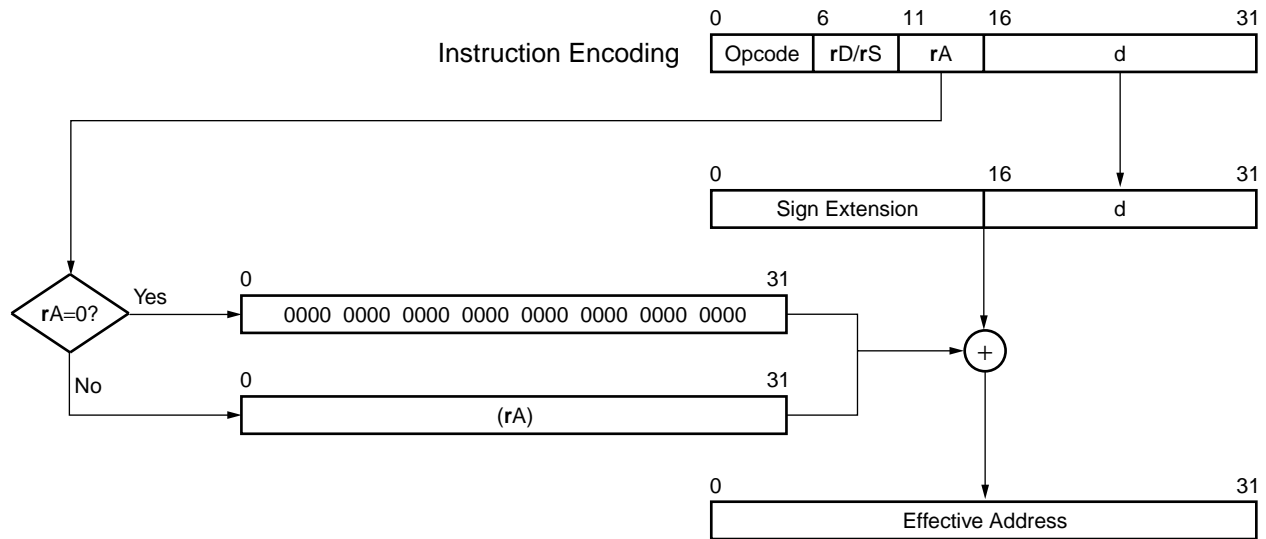 0 6 11 16 31
Instruction Encoding Opcode rD/rS rA d
0 16 31
Sign Extension d
0 31
rA=0? Yes 0000 0000 0000 0000 0000 0000 0000 0000
+
No 0 31
(rA)
0 31
Effective Address